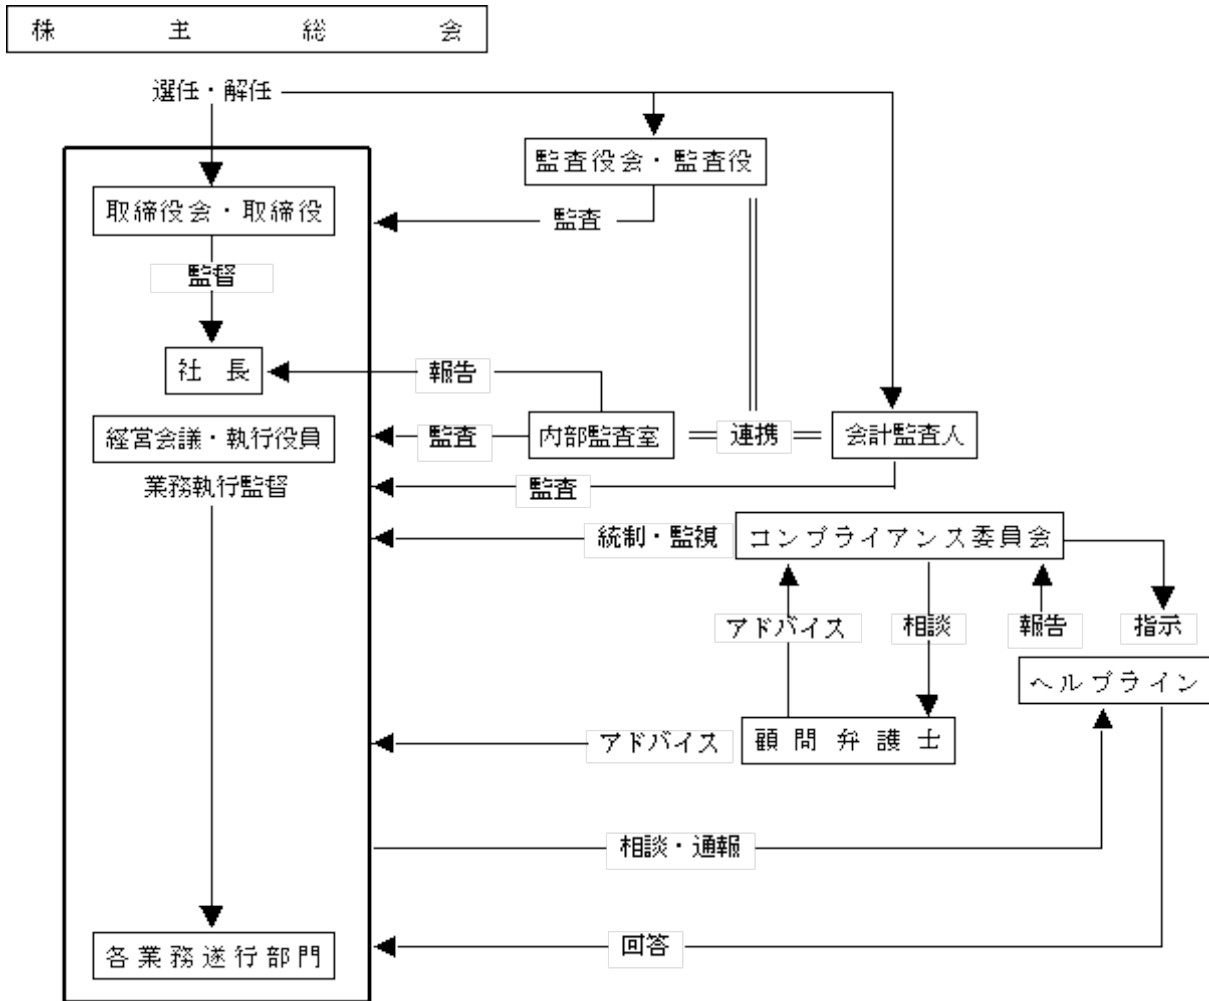 株主総会
選任・解任
監査役会・監査役
取締役会・取締役
監査
監督
社長
報告
経営会議・執行役員
監査
内部監査室
連携
会計監査人
業務執行監督
監査
統制・監視
コンプライアンス委員会
アドバイス
相談
報告
指示
ヘルプライン
アドバイス
顧問弁護士
相談・通報
各業務遂行部門
回答